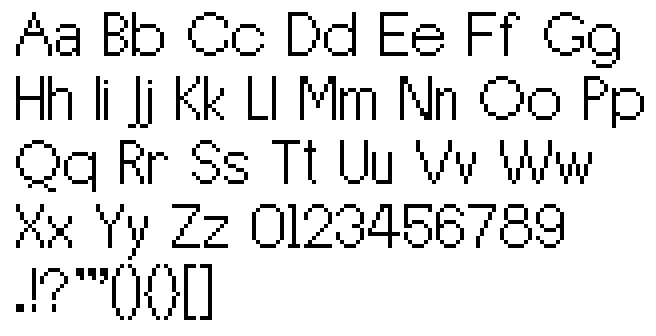 Aa Bb Cc Dd Ee Ff Gg
Hh Ii Jj Kk Ll Mm Nn Oo Pp
Qq Rr Ss Tt Uu Vv Ww
Xx Yy Zz 0123456789
.!?"'"(){}[]